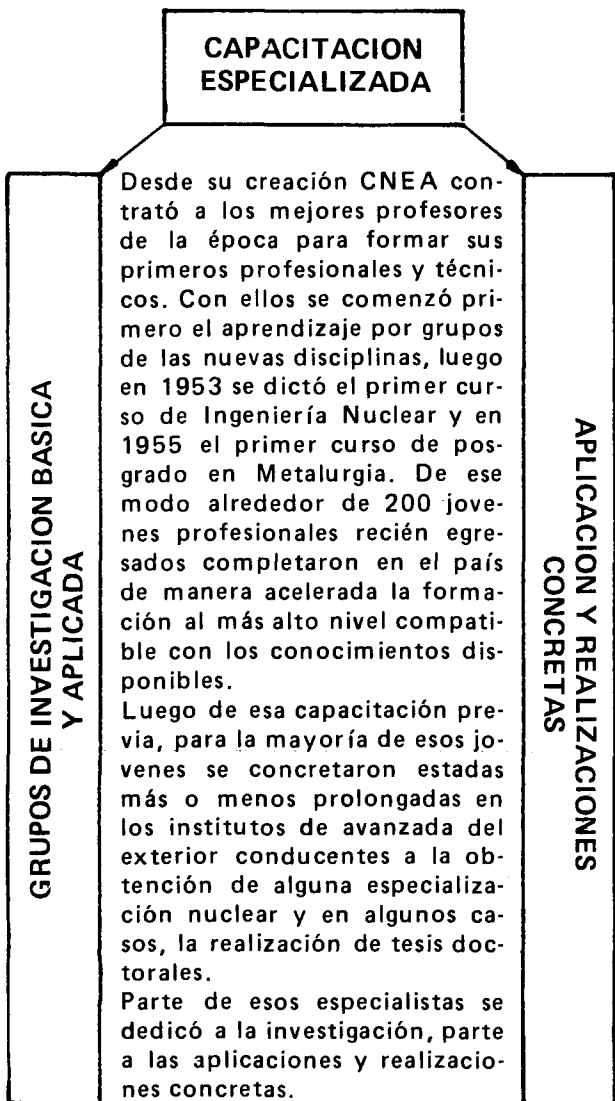 CAPACITACION
ESPECIALIZADA
GRUPOS DE INVESTIGACION BASICA
Y APLICADA
Desde su creación CNEA con-
trató a los mejores profesores
de la época para formar sus
primeros profesionales y técni-
cos. Con ellos se comenzó pri-
mero el aprendizaje por grupos
de las nuevas disciplinas, luego
en 1953 se dictó el primer cur-
so de Ingeniería Nuclear y en
1955 el primer curso de pos-
grado en Metalurgia. De ese
modo alrededor de 200 jove-
nes profesionales recién egre-
sados completaron en el país
de manera acelerada la forma-
ción al más alto nivel compati-
ble con los conocimientos dis-
ponibles.
Luego de esa capacitación pre-
via, para la mayoría de esos jo-
venes se concretaron estadas
más o menos prolongadas en
los institutos de avanzada del
exterior conducentes a la ob-
tención de alguna especializa-
ción nuclear y en algunos ca-
sos, la realización de tesis doc-
torales.
Parte de esos especialistas se
dedicó a la investigación, parte
a las aplicaciones y realizacio-
nes concretas.
APLICACION Y REALIZACIONES
CONCRETAS